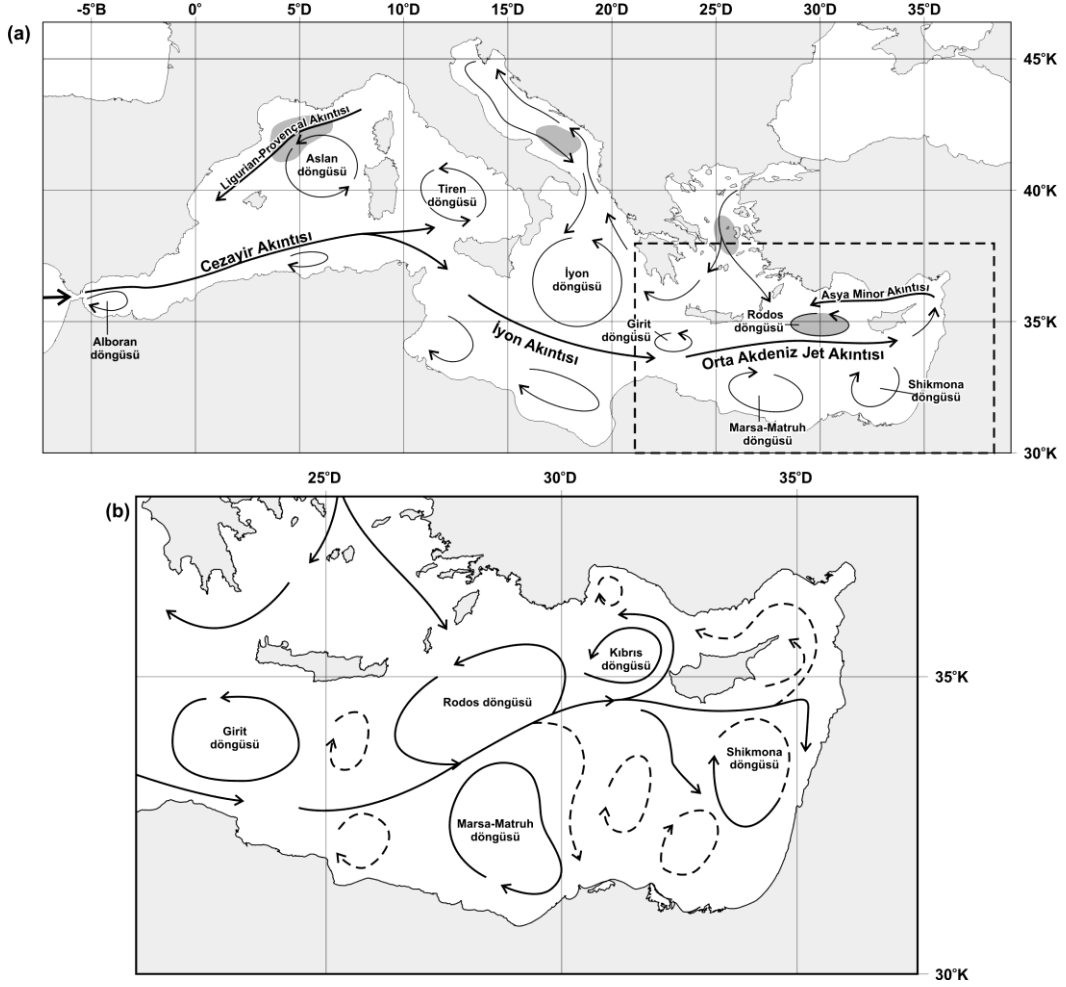 -5°B 0° 5°D 10°D 15°D 20°D 25°D 30°D 35°D
(a)
45°K
Ligurian-Provençal Akıntısı
Aslan
döngüsü
Tiren
döngüsü
40°K
Cezayir Akıntısı
İyon
döngüsü
Asya Minor Akıntısı
Rodos
döngüsü
Girit
döngüsü
35°K
Alboran
döngüsü
İyon Akıntısı
Orta Akdeniz Jet Akıntısı
Shikmona
döngüsü
Marsa-Matruh
döngüsü
30°K
25°D 30°D 35°D
(b)
Kıbrıs
döngüsü
35°K
Rodos döngüsü
Girit
döngüsü
Shikmona
döngüsü
Marsa-Matruh
döngüsü
30°K